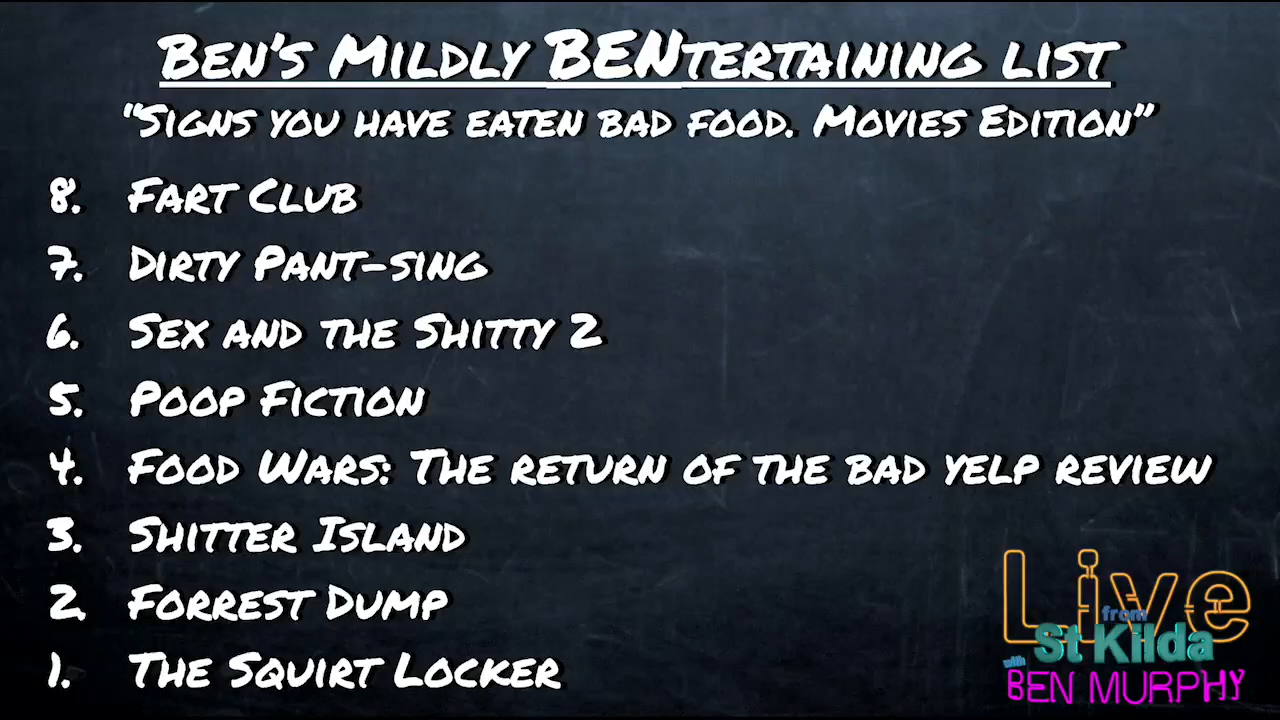 Ben's Mildly BENtertaining list
"Signs you have eaten bad food. Movies Edition"
8. Fart Club
7. Dirty Pant-sing
6. Sex and the Shitty 2
5. Poop Fiction
4. Food Wars: The return of the bad yelp review
3. Shitter Island
2. Forrest Dump
1. The Squirt Locker
Live
from
St Kilda
with
BEN MURPHY